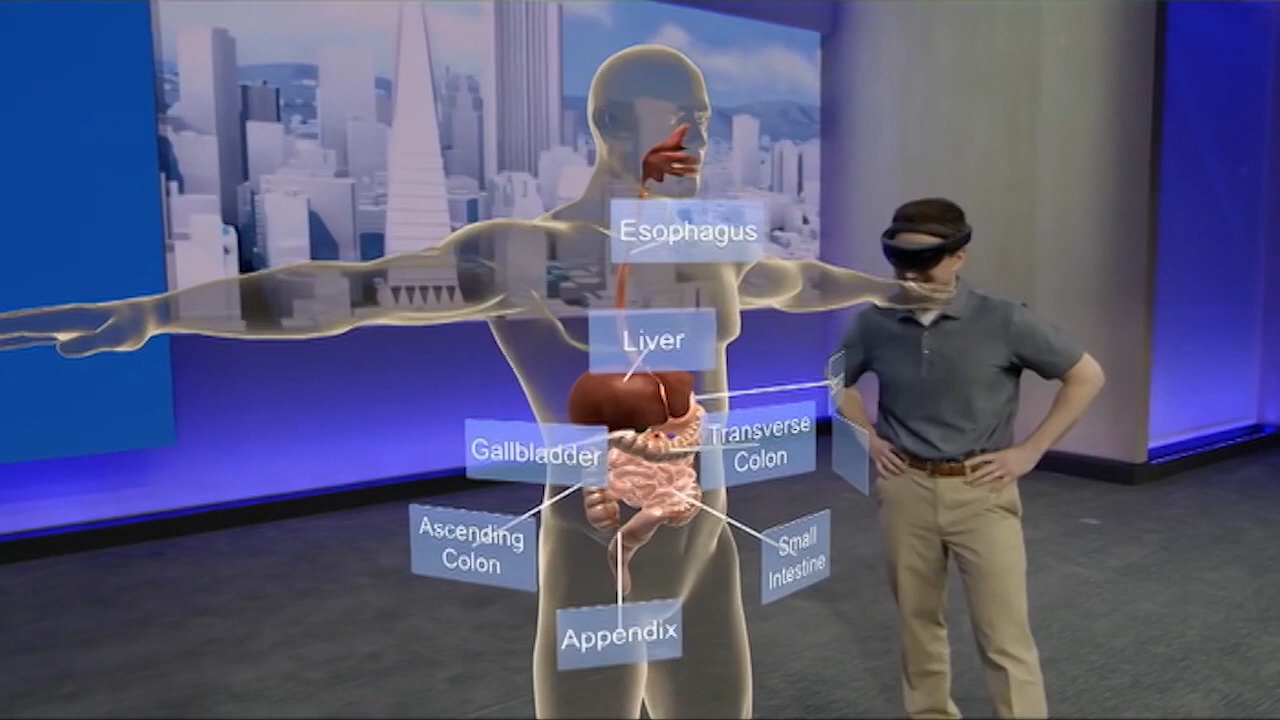 Esophagus
Liver
Gallbladder
Transverse
Colon
Ascending
Colon
Small
Intestine
Appendix